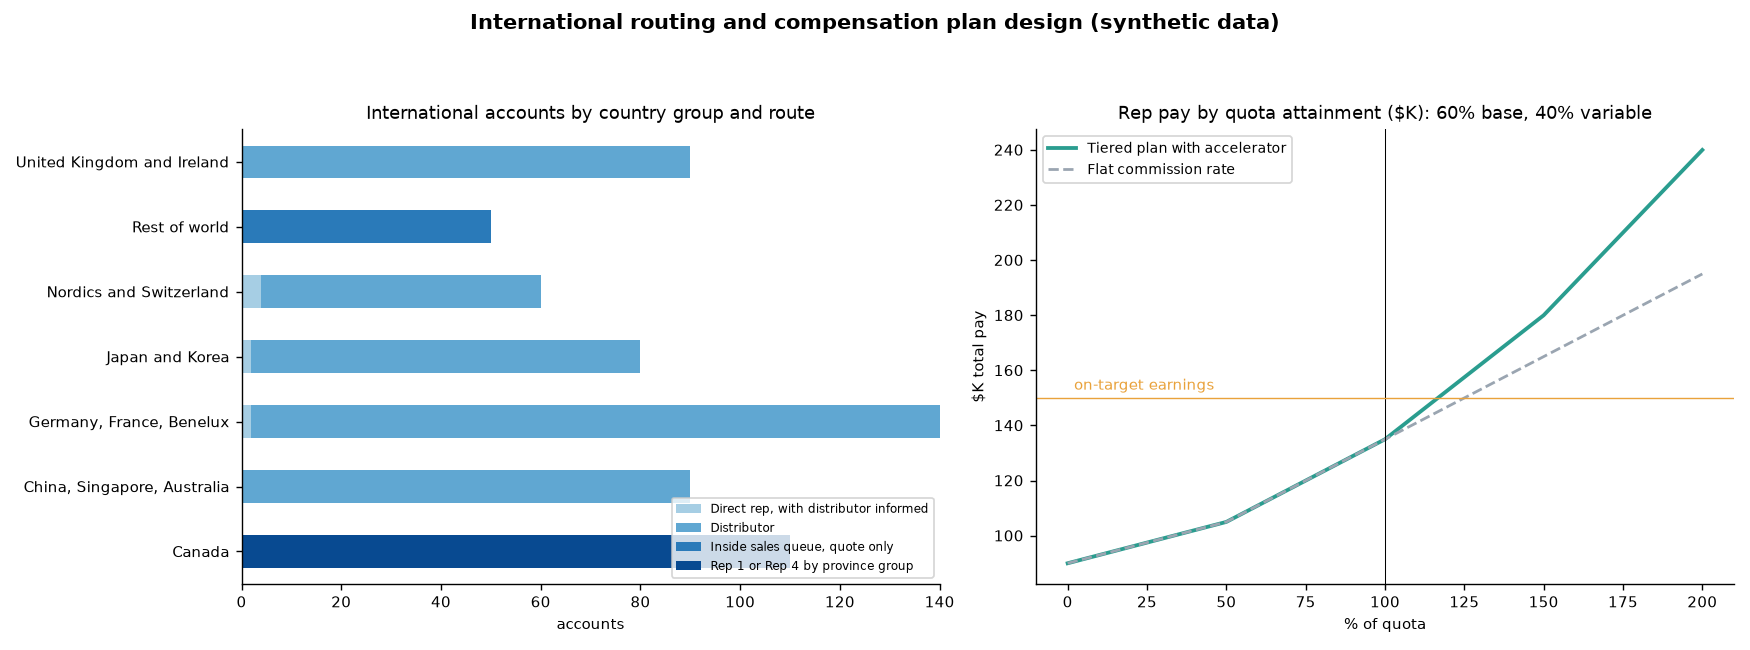 International routing and compensation plan design (synthetic data)
International accounts by country group and route
United Kingdom and Ireland
Rest of world
Nordics and Switzerland
Japan and Korea
Germany, France, Benelux
China, Singapore, Australia
Canada
Direct rep, with distributor informed
Distributor
Inside sales queue, quote only
Rep 1 or Rep 4 by province group
0 20 40 60 80 100 120 140
accounts
Rep pay by quota attainment ($K): 60% base, 40% variable
Tiered plan with accelerator
Flat commission rate
$K total pay
240
220
200
180
160
140
120
100
on-target earnings
0 25 50 75 100 125 150 175 200
% of quota